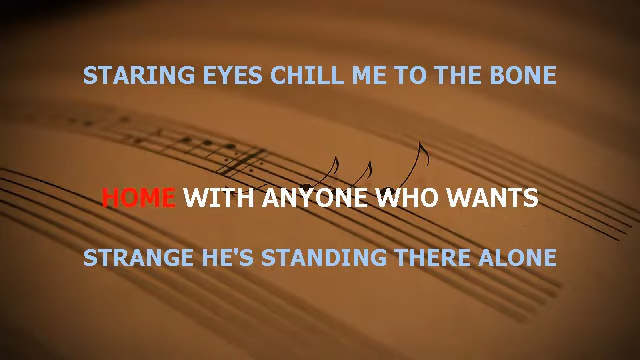 STARING EYES CHILL ME TO THE BONE
HOME WITH ANYONE WHO WANTS
STRANGE HE'S STANDING THERE ALONE